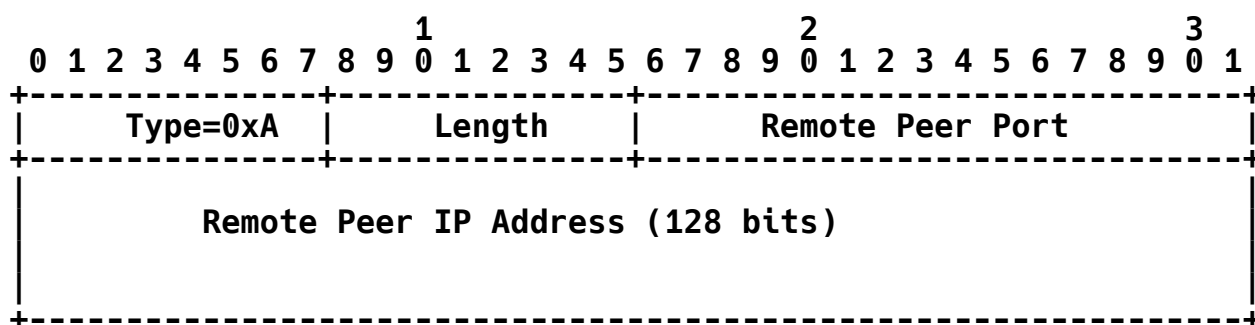 1 2 3
0 1 2 3 4 5 6 7 8 9 0 1 2 3 4 5 6 7 8 9 0 1 2 3 4 5 6 7 8 9 0 1
+---------------+---------------+-------------------------------+
| Type=0xA | Length | Remote Peer Port |
+---------------+---------------+-------------------------------+
| |
| Remote Peer IP Address (128 bits) |
| |
| |
+---------------------------------------------------------------+